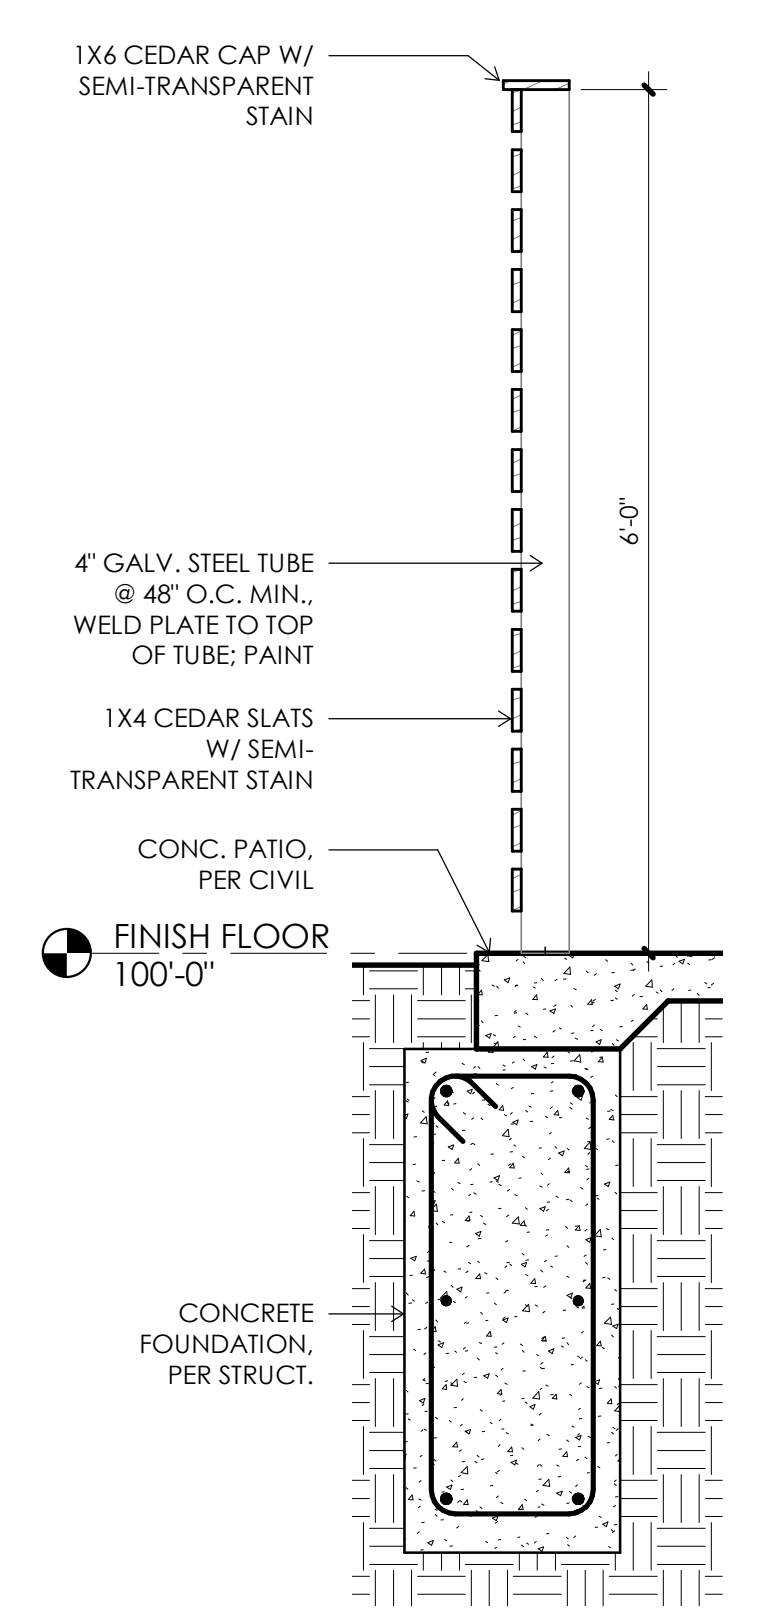 1X6 CEDAR CAP W/
SEMI-TRANSPARENT
STAIN
6'-0"
4" GALV. STEEL TUBE
@ 48" O.C. MIN.,
WELD PLATE TO TOP
OF TUBE; PAINT
1X4 CEDAR SLATS
W/ SEMI-
TRANSPARENT STAIN
CONC. PATIO,
PER CIVIL
FINISH FLOOR
100'-0"
CONCRETE
FOUNDATION,
PER STRUCT.